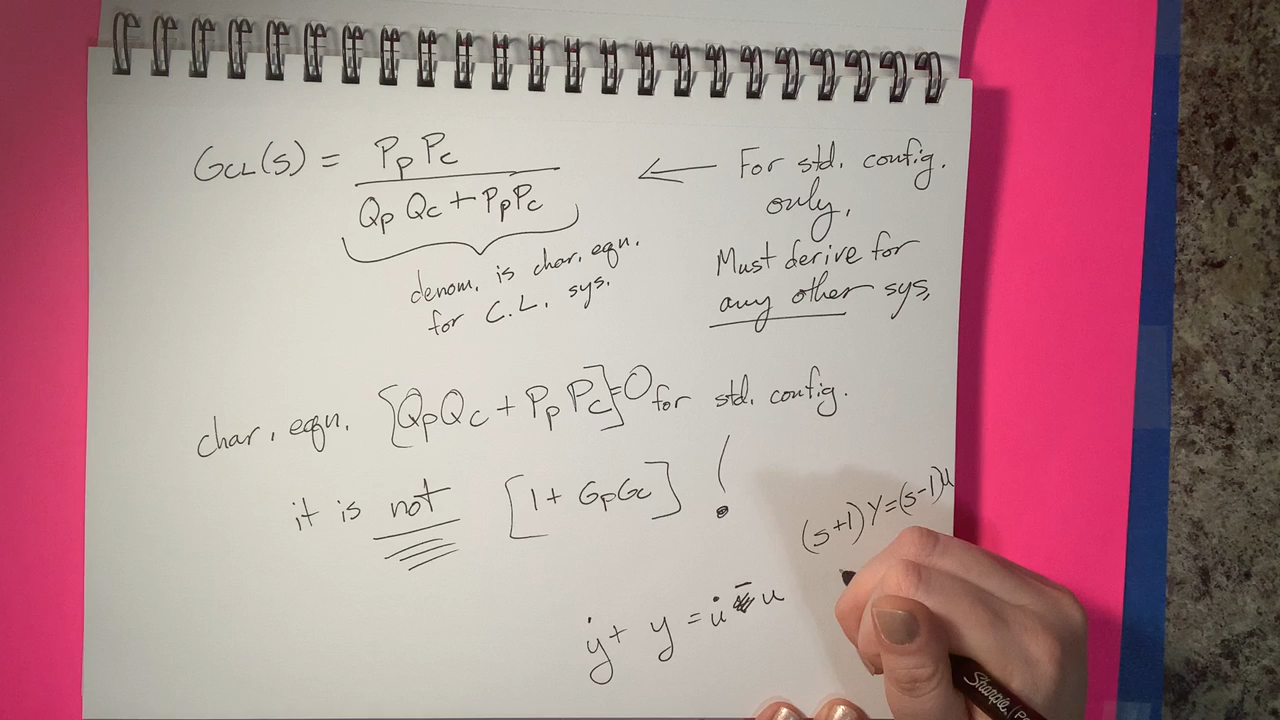 GCL(s) = PpPc / QpQc + PpPc
← For std. config.
only,
denom. is char. eqn.
for C.L. sys.
Must derive for
any other sys,
char. eqn. [QpQc + PpPc]=0 for std. config.
it is not [1 + GpGc] !
(s+1)Y=(s-1)U
ẏ + y = u̇ - u
Sharpie